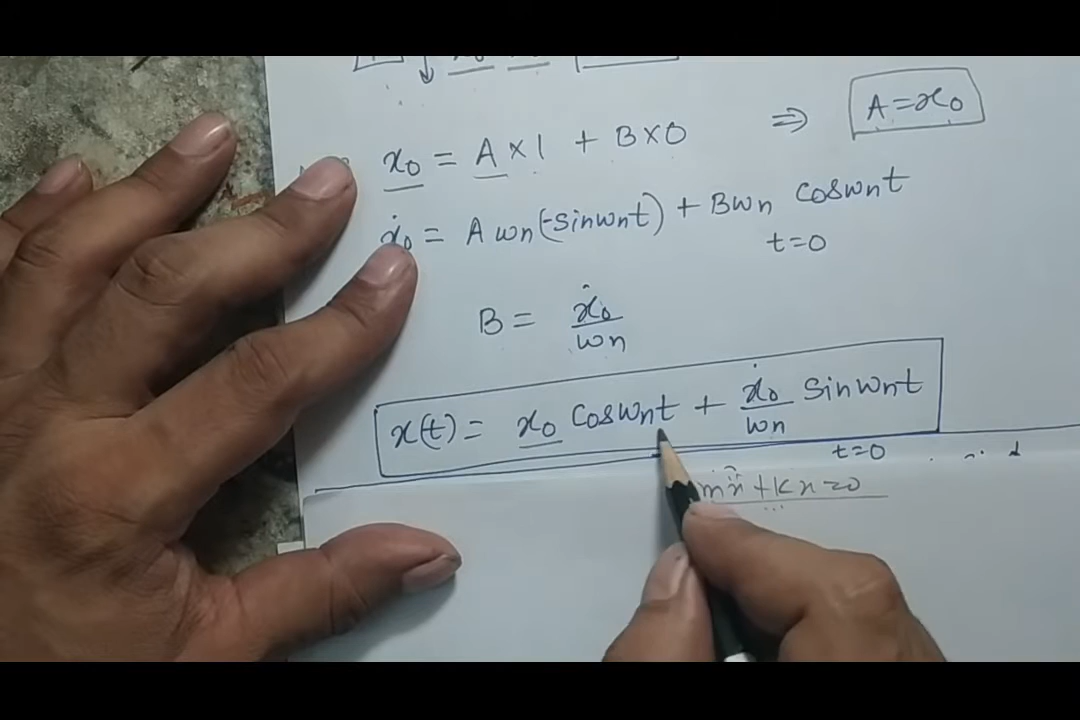 x₀ = A×1 + B×0 ⇒ A=x₀
ẋ₀ = Aωn(-sinωnt) + Bωn cosωnt
t=0
B = ẋ₀/ωn
x(t) = x₀ cosωnt + ẋ₀/ωn sinωnt
t=0
mẍ+kx=0